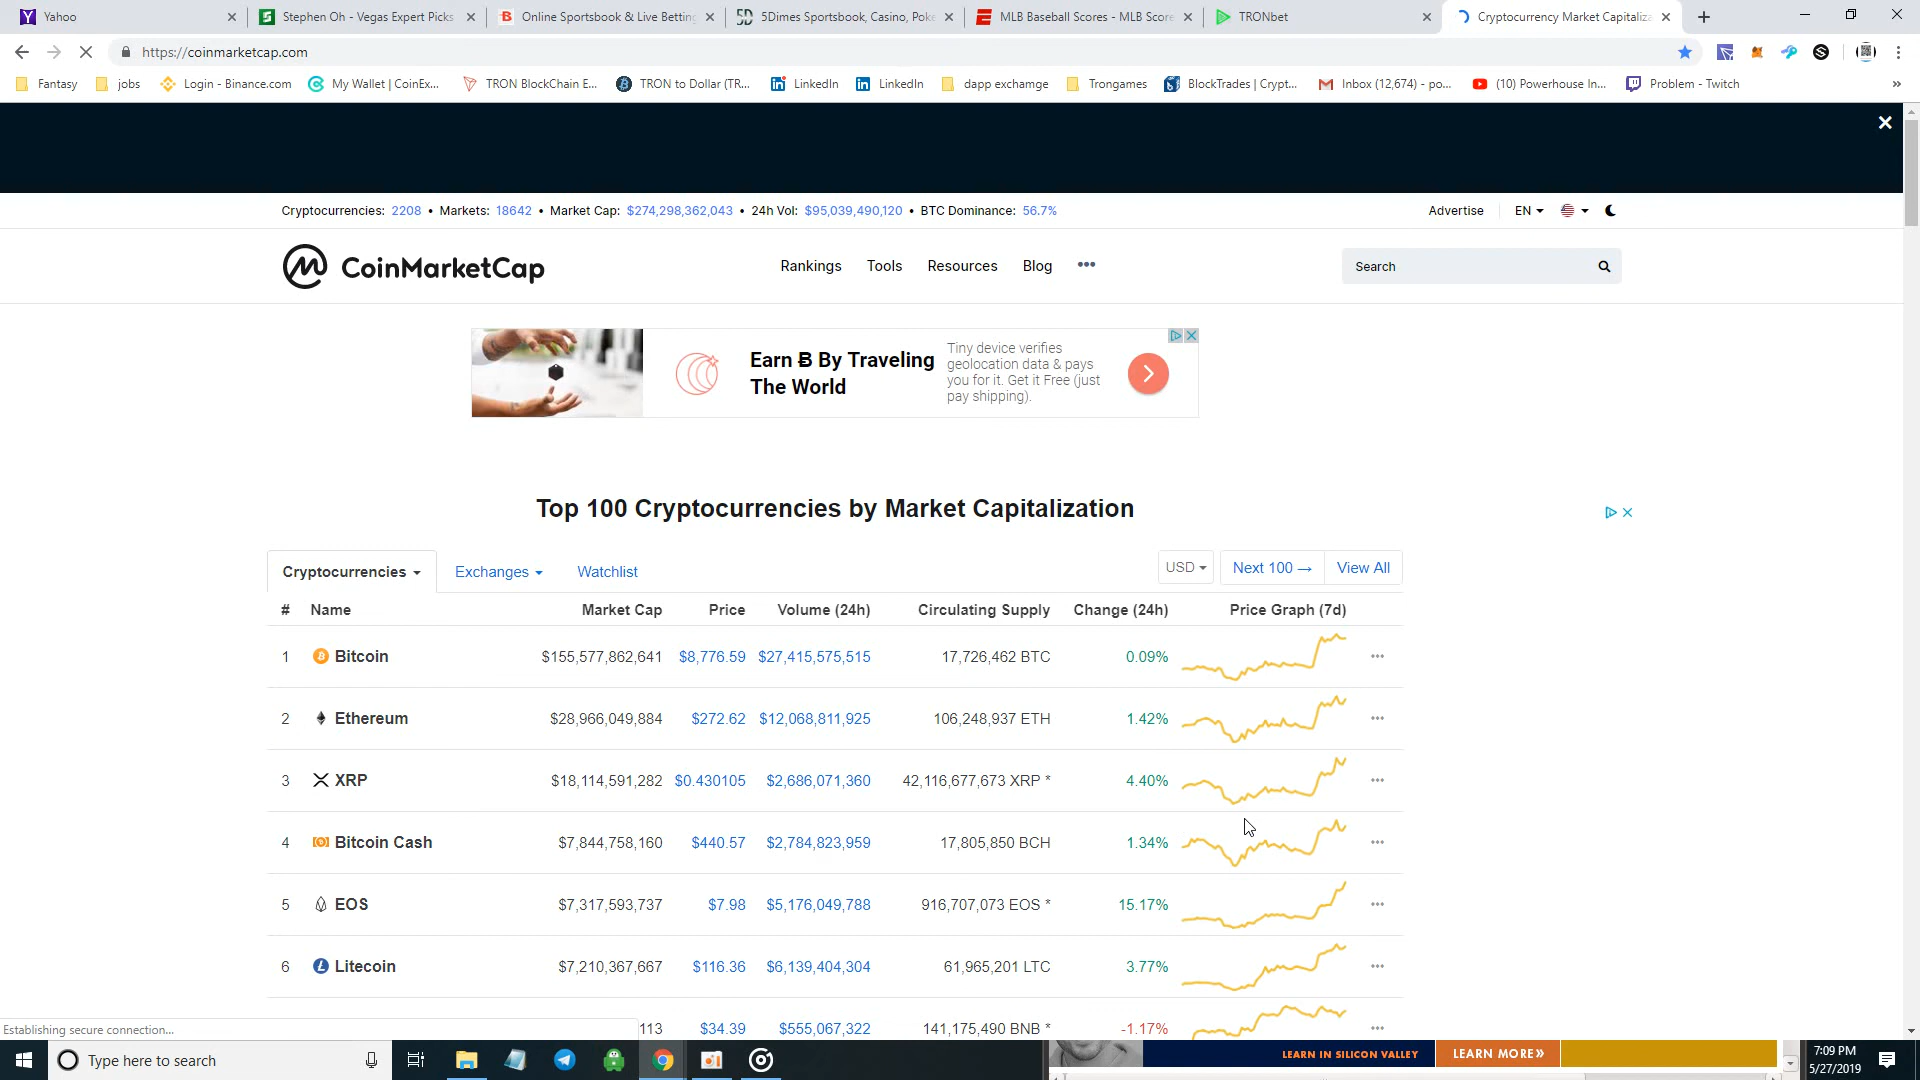 Yahoo
Stephen Oh - Vegas Expert Picks
Online Sportsbook & Live Betting
5Dimes Sportsbook, Casino, Poke
MLB Baseball Scores - MLB Score
TRONbet
Cryptocurrency Market Capitaliza
https://coinmarketcap.com
Fantasy
jobs
Login - Binance.com
My Wallet | CoinEx...
TRON BlockChain E...
TRON to Dollar (TR...
LinkedIn
LinkedIn
dapp exchamge
Trongames
BlockTrades | Crypt...
Inbox (12,674) - po...
(10) Powerhouse In...
Problem - Twitch
Cryptocurrencies: 2208 • Markets: 18642 • Market Cap: $274,298,362,043 • 24h Vol: $95,039,490,120 • BTC Dominance: 56.7%
Advertise
EN
CoinMarketCap
Rankings
Tools
Resources
Blog
Search
Earn Ƀ By Traveling
The World
Tiny device verifies
geolocation data & pays
you for it. Get it Free (just
pay shipping).
Top 100 Cryptocurrencies by Market Capitalization
Cryptocurrencies
Exchanges
Watchlist
USD
Next 100 →
View All
# Name Market Cap Price Volume (24h) Circulating Supply Change (24h) Price Graph (7d)
1 Bitcoin $155,577,862,641 $8,776.59 $27,415,575,515 17,726,462 BTC 0.09%
2 Ethereum $28,966,049,884 $272.62 $12,068,811,925 106,248,937 ETH 1.42%
3 XRP $18,114,591,282 $0.430105 $2,686,071,360 42,116,677,673 XRP * 4.40%
4 Bitcoin Cash $7,844,758,160 $440.57 $2,784,823,959 17,805,850 BCH 1.34%
5 EOS $7,317,593,737 $7.98 $5,176,049,788 916,707,073 EOS * 15.17%
6 Litecoin $7,210,367,667 $116.36 $6,139,404,304 61,965,201 LTC 3.77%
113 $34.39 $555,067,322 141,175,490 BNB * -1.17%
Establishing secure connection...
Type here to search
LEARN IN SILICON VALLEY
LEARN MORE»
7:09 PM
5/27/2019